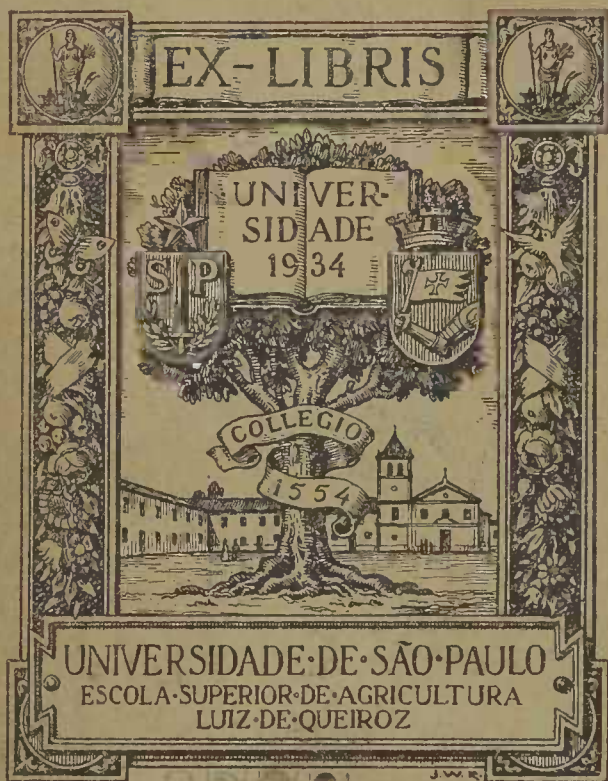 EX-LIBRIS
UNIVER-
SIDADE
1934
S P
COLLEGIO
1554
UNIVERSIDADE·DE·SÃO·PAULO
ESCOLA·SUPERIOR·DE·AGRICULTURA
LUIZ·DE·QUEIROZ
J.W.R.